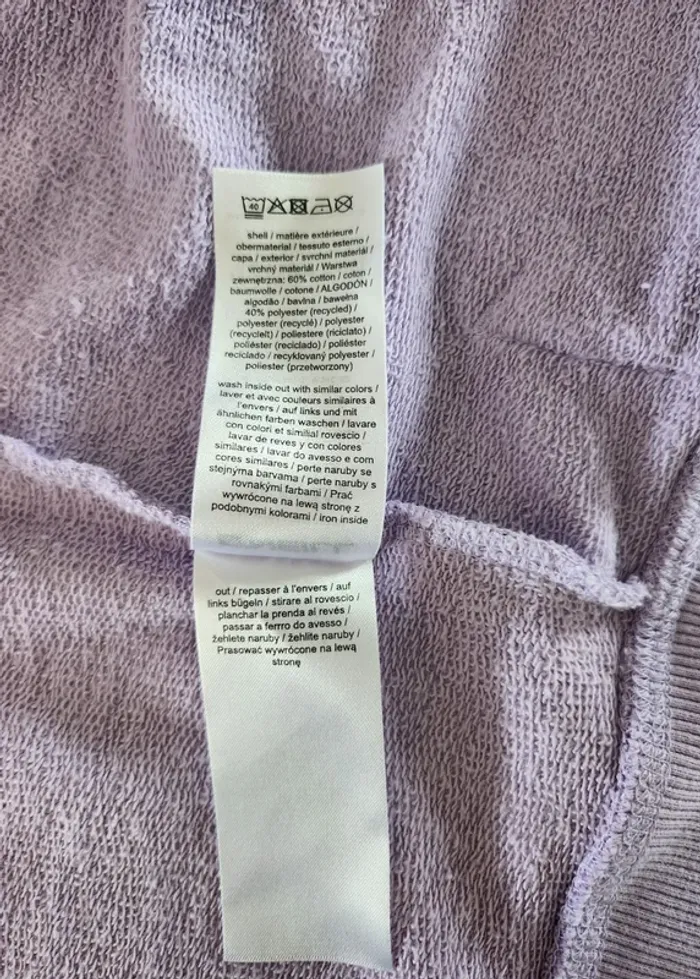 40
shell / matière extérieure /
obermaterial / tessuto esterno /
capa / exterior / svrchní materiál /
vrchný materiál / Warstwa
zewnętrzna: 60% cotton / coton /
baumwolle / cotone / ALGODÓN /
algodão / bavlna / bawełna
40% polyester (recycled) /
polyester (recyclé) / polyester
(recycelt) / poliestere (riciclato) /
poliéster (reciclado) / poliéster
reciclado / recyklovaný polyester /
poliester (przetworzony)
wash inside out with similar colors /
laver et avec couleurs similaires à
l'envers / auf links und mit
ähnlichen farben waschen / lavare
con colori et similial rovescio /
lavar de reves y con colores
similares / lavar do avesso e com
cores similares / perte naruby se
stejnýma barvama / perte naruby s
rovnakými farbami / Prać
wywrócone na lewą stronę z
podobnymi kolorami / iron inside
out / repasser à l'envers / auf
links bügeln / stirare al rovescio /
planchar la prenda al revés /
passar a ferrro do avesso /
žehlete naruby / žehlite naruby /
Prasować wywrócone na lewą
stronę